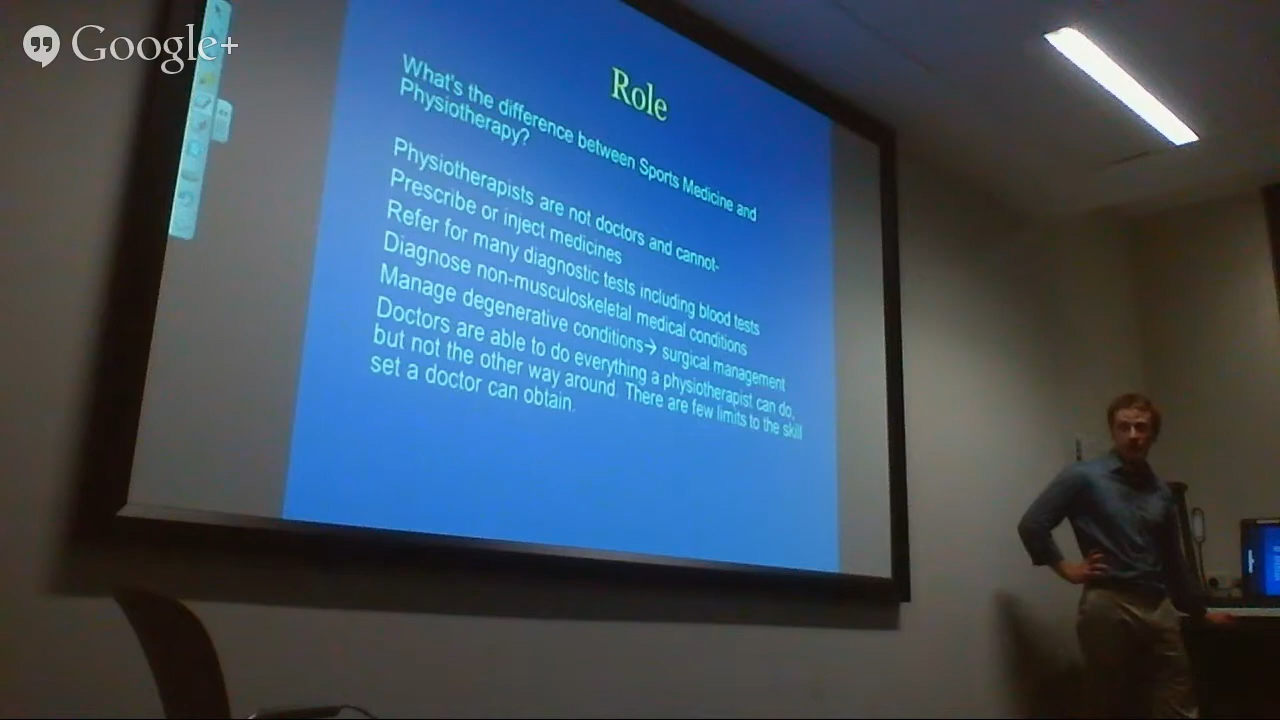 Google+
Role
What's the difference between Sports Medicine and
Physiotherapy?
Physiotherapists are not doctors and cannot-
Prescribe or inject medicines
Refer for many diagnostic tests including blood tests
Diagnose non-musculoskeletal medical conditions
Manage degenerative conditions→ surgical management
Doctors are able to do everything a physiotherapist can do,
but not the other way around. There are few limits to the skill
set a doctor can obtain.